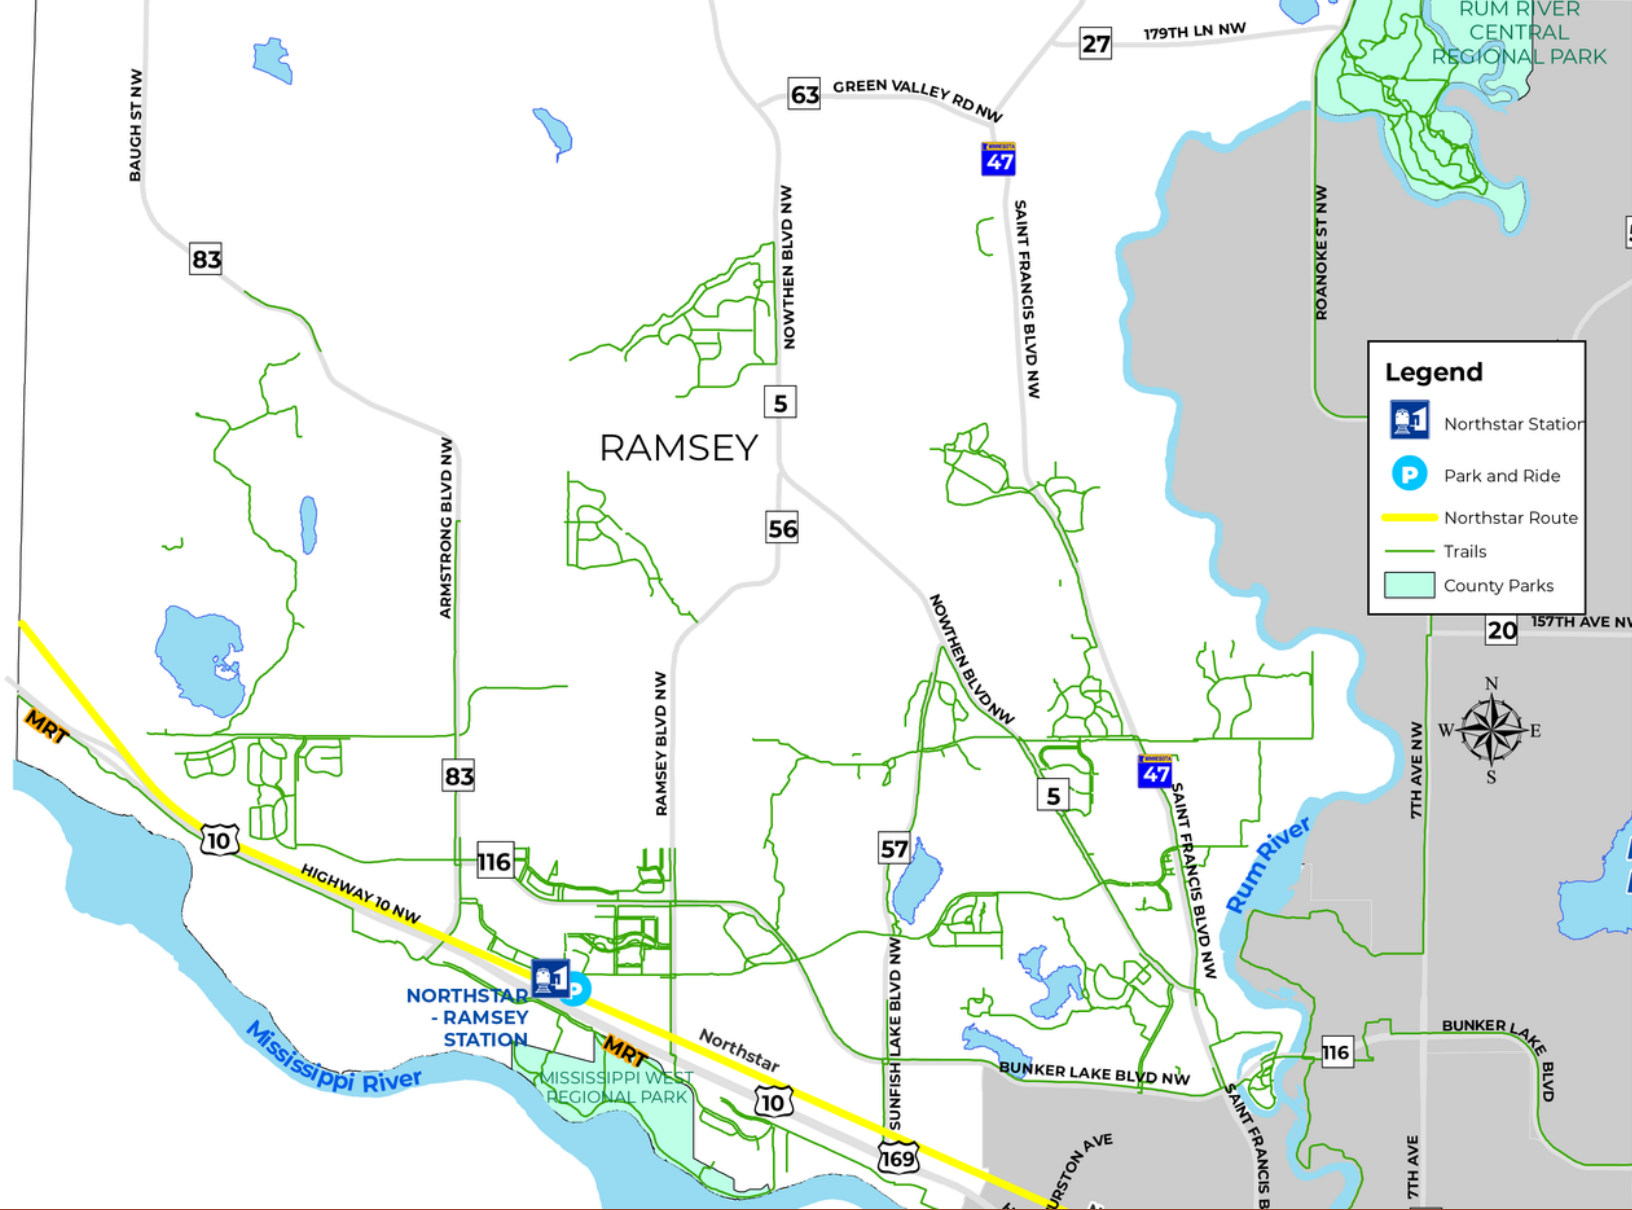 RUM RIVER
CENTRAL
REGIONAL PARK
27
179TH LN NW
63
GREEN VALLEY RD NW
MINNESOTA
47
BAUGH ST NW
83
NOWTHEN BLVD NW
SAINT FRANCIS BLVD NW
ROANOKE ST NW
5
RAMSEY
56
ARMSTRONG BLVD NW
Legend
Northstar Station
P
Park and Ride
Northstar Route
Trails
County Parks
20
157TH AVE NW
NOWTHEN BLVD NW
RAMSEY BLVD NW
MRT
N
W
E
S
7TH AVE NW
83
5
MINNESOTA
47
SAINT FRANCIS BLVD NW
10
116
57
Rum River
HIGHWAY 10 NW
SUNFISH LAKE BLVD NW
P
NORTHSTAR
- RAMSEY
STATION
Mississippi River
MRT
Northstar
MISSISSIPPI WEST
REGIONAL PARK
10
BUNKER LAKE BLVD NW
116
BUNKER LAKE BLVD
169
SAINT FRANCIS B
URSTON AVE
7TH AVE